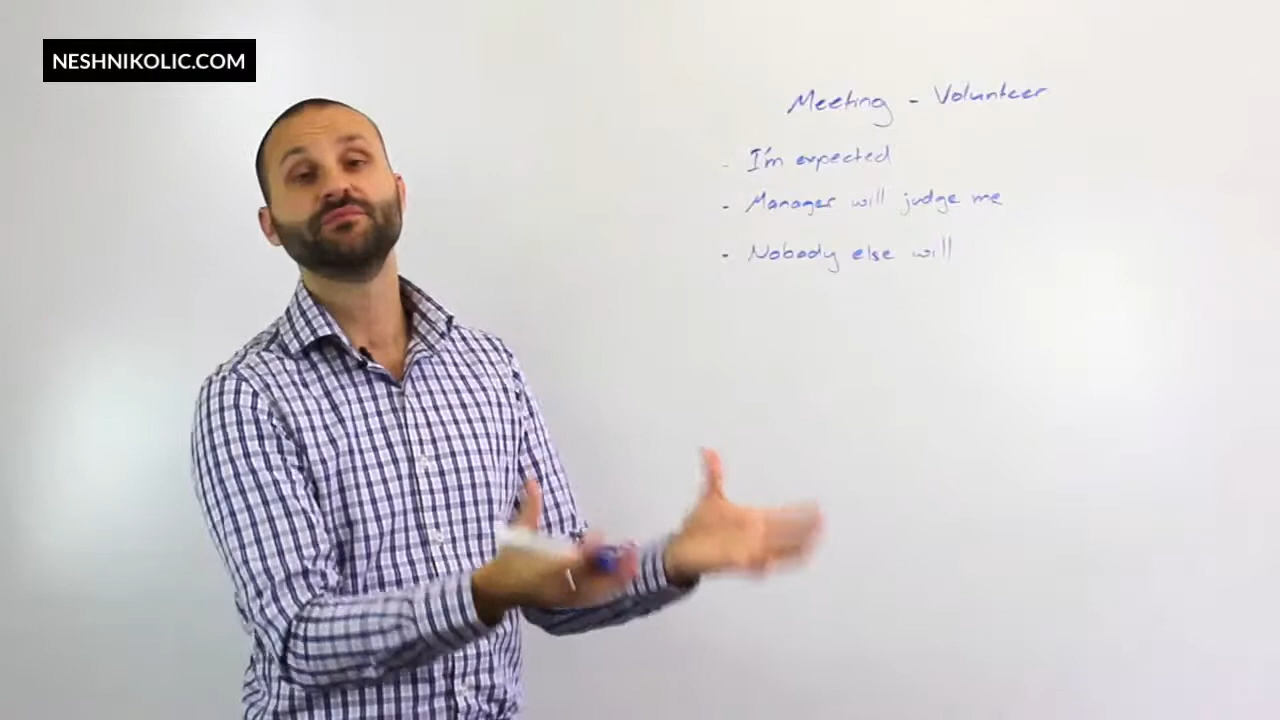 NESHNIKOLIC.COM
Meeting - Volunteer
- I'm expected
- Manager will judge me
- Nobody else will